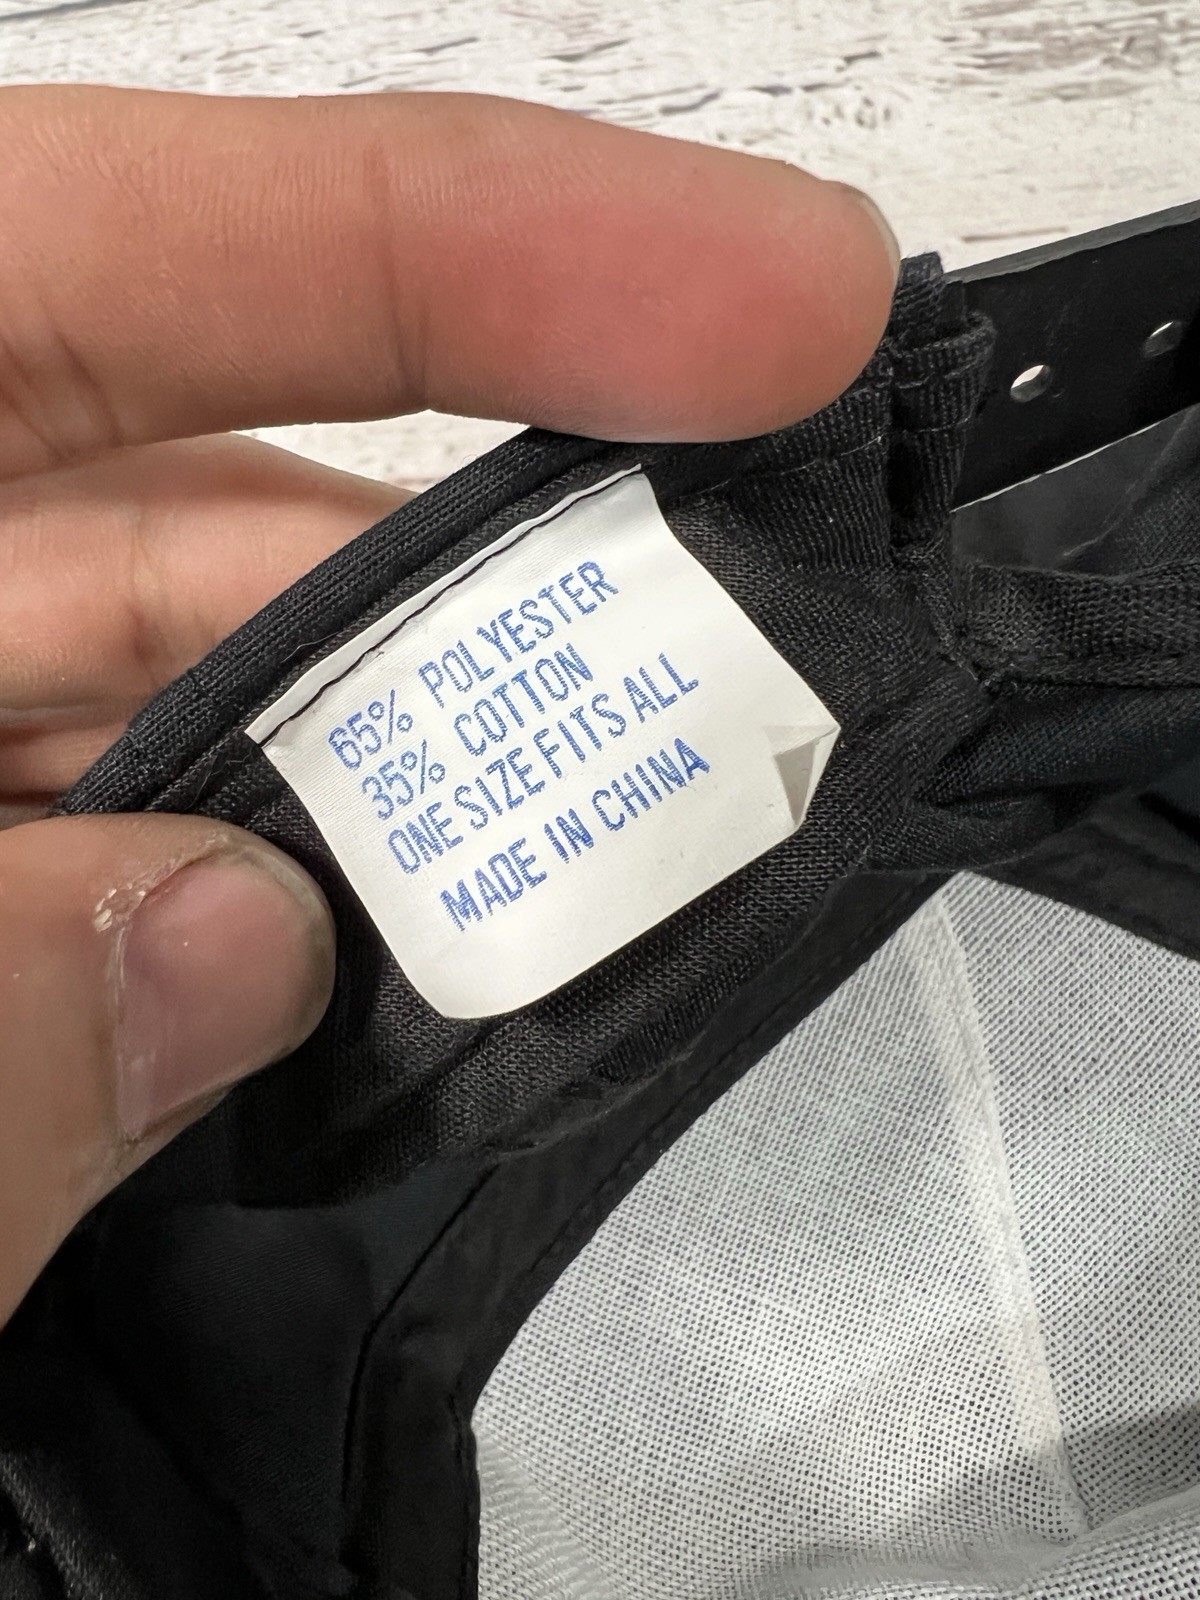 65% POLYESTER
35% COTTON
ONE SIZE FITS ALL
MADE IN CHINA